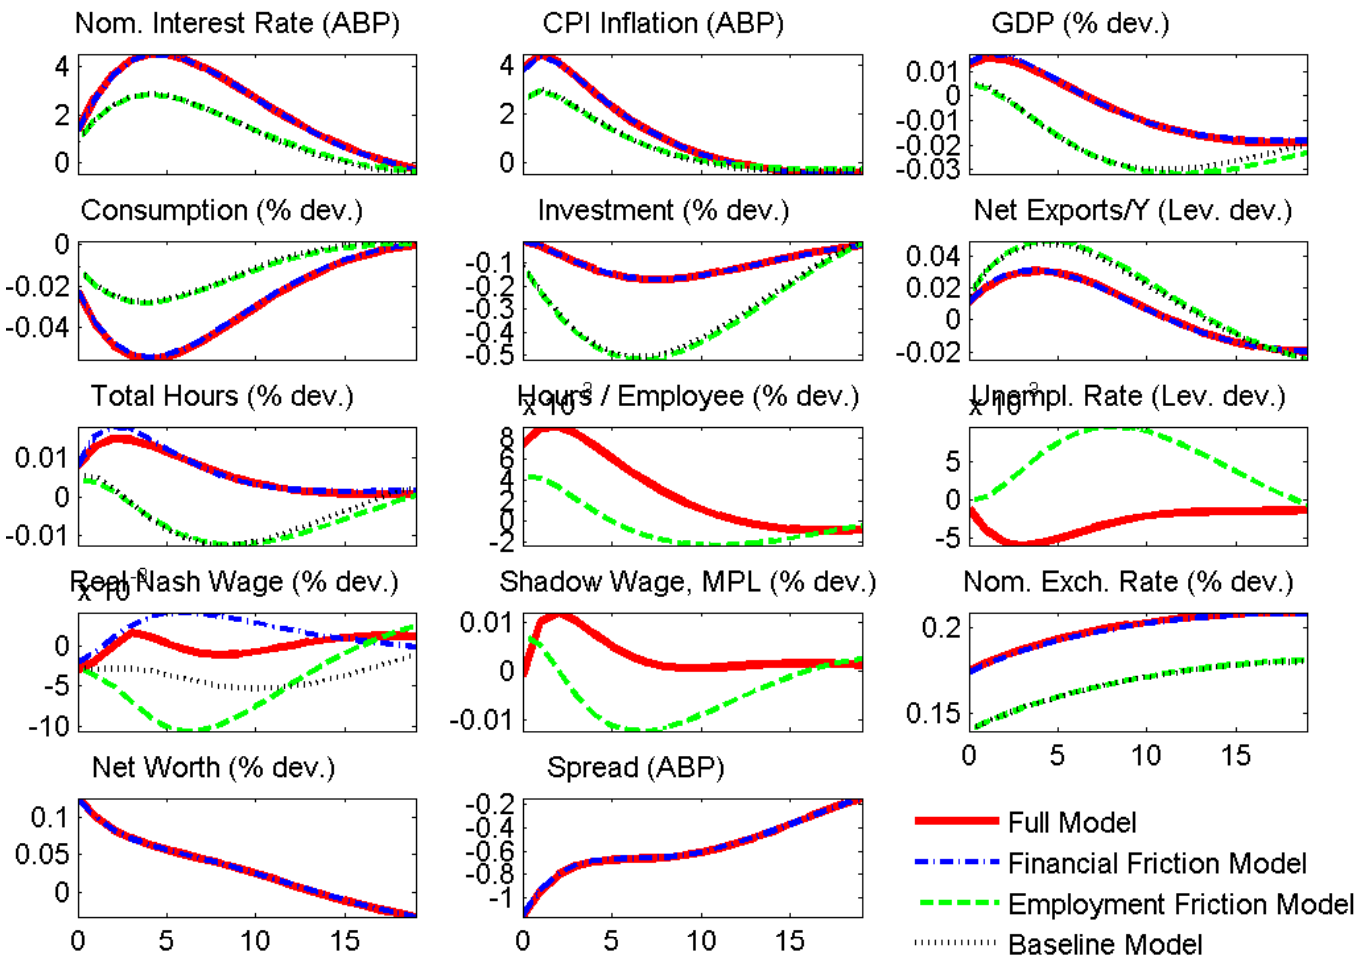 Nom. Interest Rate (ABP) CPI Inflation (ABP) GDP (% dev.)
4 2 0
4 2 0
0.01 0 -0.01 -0.02 -0.03
Consumption (% dev.) Investment (% dev.) Net Exports/Y (Lev. dev.)
0 -0.02 -0.04
-0.1 -0.2 -0.3 -0.4 -0.5
0.04 0.02 0 -0.02
Total Hours (% dev.) Hours / Employee (% dev.) Unempl. Rate (Lev. dev.)
x 10⁻³ x 10⁻³
0.01 0 -0.01
8 6 4 2 0 -2
5 0 -5
Real Nash Wage (% dev.) Shadow Wage, MPL (% dev.) Nom. Exch. Rate (% dev.)
x 10⁻³
0 -5 -10
0.01 0 -0.01
0.2 0.15
0 5 10 15
Net Worth (% dev.) Spread (ABP)
0.1 0.05 0
-0.2 -0.4 -0.6 -0.8 -1
0 5 10 15
0 5 10 15
Full Model
Financial Friction Model
Employment Friction Model
Baseline Model